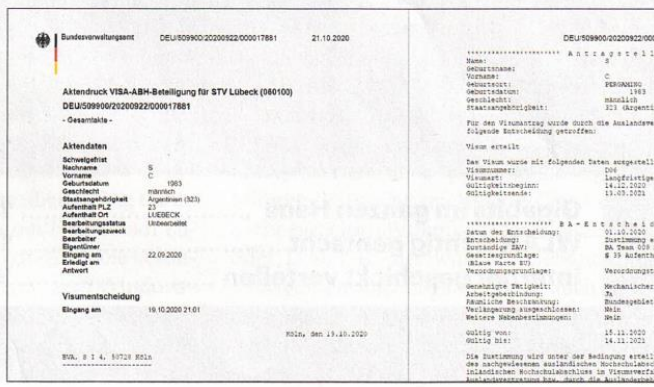 Bundesverwaltungsamt DEU/509900/20200922/000017881 21.10.2020
Aktendruck VISA-ABH-Beteiligung für STV Lübeck (060100)
DEU/509900/20200922/000017881
- Gesamtakte -
Aktendaten
Schweigefrist
Nachname S
Vorname C
Geburtsdatum 1983
Geschlecht männlich
Staatsangehörigkeit Argentinien (323)
Aufenthalt PLZ 23
Aufenthalt Ort LUEBECK
Bearbeitungsstatus Unbearbeitet
Bearbeitungszweck
Bearbeiter
Eigentümer
Eingang am 22.09.2020
Erledigt am
Antwort
Visumentscheidung
Eingang am 19.10.2020 21:01
Köln, den 19.10.2020
BVA, S I 4, 50728 Köln
DEU/509900/20200922/000
A n t r a g s t e l l
Name: S
Geburtsname:
Vorname: C
Geburtsort: PERGAMINO
Geburtsdatum: 1983
Geschlecht: männlich
Staatsangehörigkeit: 323 (Argenti
Für den Visumantrag wurde durch die Auslandsve
folgende Entscheidung getroffen:
Visum erteilt
Das Visum wurde mit folgenden Daten ausgestell
Visumnummer: D06
Visumart: Langfristige
Gültigkeitsbeginn: 14.12.2020
Gültigkeitsende: 13.03.2021
B A - E n t s c h e i d
Datum der Entscheidung: 01.10.2020
Entscheidung: Zustimmung e
Zuständige ZAV: BA Team 009
Gesetzesgrundlage: § 39 Aufenth
(Blaue Karte EU)
Verordnungsgrundlage: Verordnungst
Genehmigte Tätigkeit: Mechaniker
Arbeitgeberbindung: JA
Räumliche Beschränkung: Bundesgebiet
Verlängerung ausgeschlossen: Nein
Weitere Nebenbestimmungen: Nein
Gültig von: 15.11.2020
Gültig bis: 14.11.2021
Die Zustimmung wird unter der Bedingung erteil
des nachgewiesenen ausländischen Hochschulabsc
inländischen Hochschulabschluss im Visumverfa